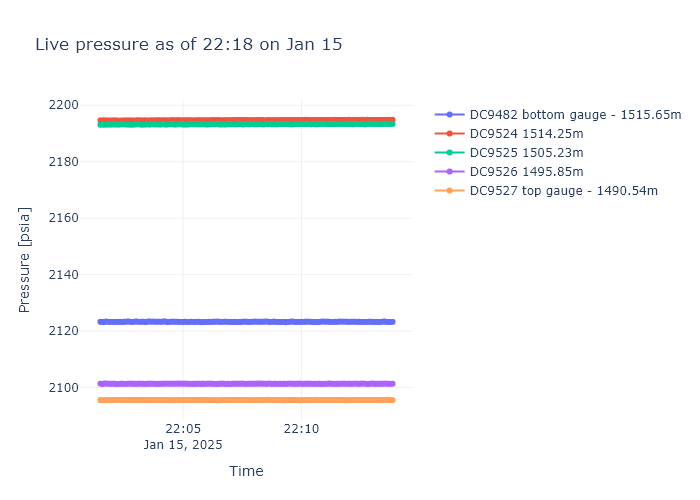 Live pressure as of 22:18 on Jan 15
2200
2180
2160
2140
2120
2100
Pressure [psia]
22:05
Jan 15, 2025
22:10
Time
DC9482 bottom gauge - 1515.65m
DC9524 1514.25m
DC9525 1505.23m
DC9526 1495.85m
DC9527 top gauge - 1490.54m